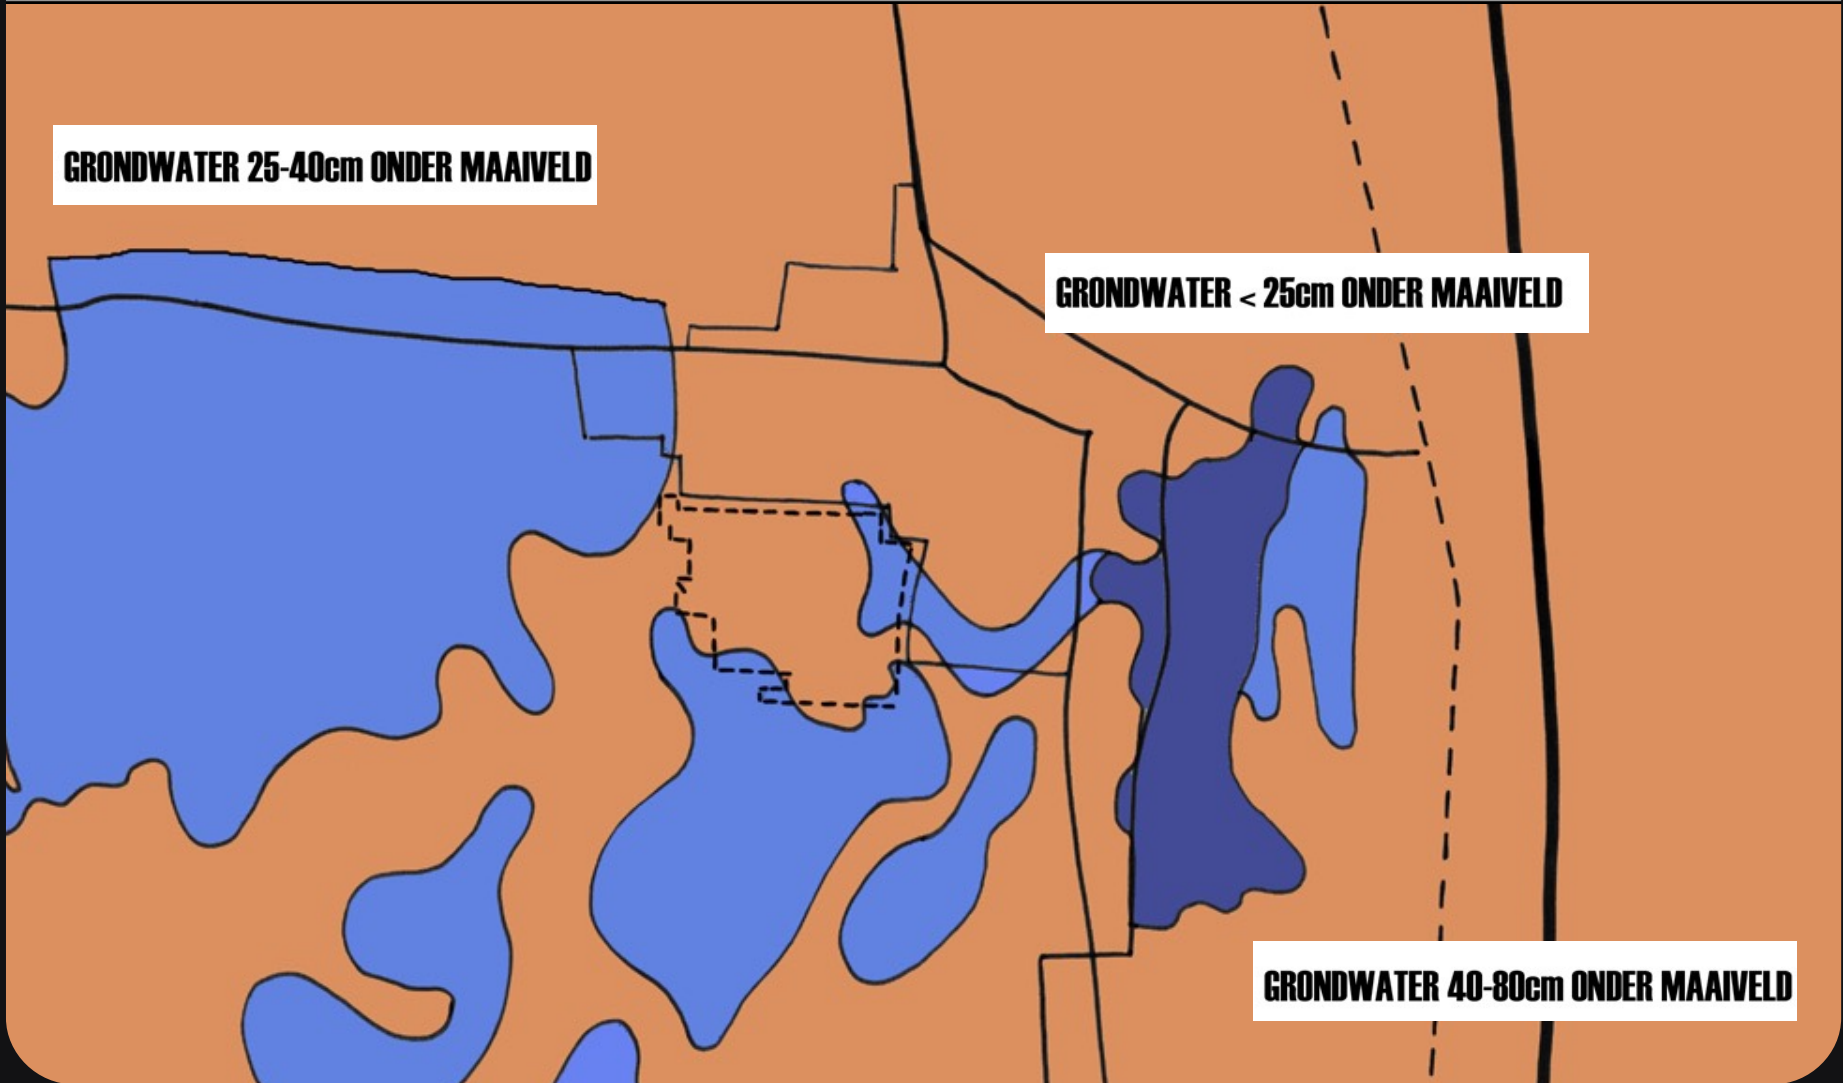 GRONDWATER 25-40cm ONDER MAAIVELD
GRONDWATER < 25cm ONDER MAAIVELD
GRONDWATER 40-80cm ONDER MAAIVELD